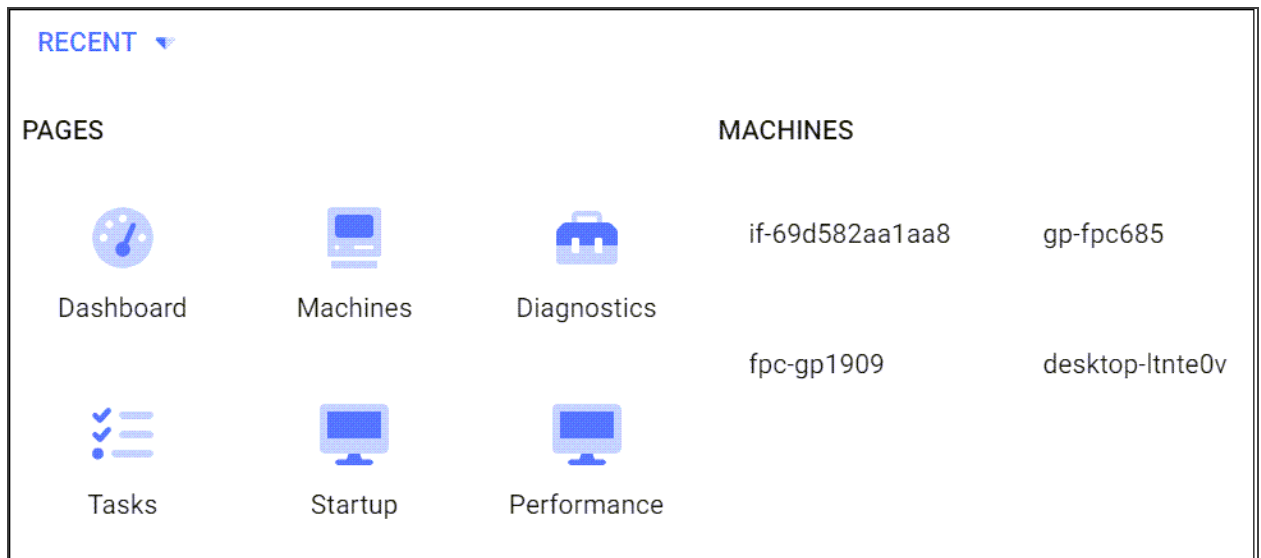 RECENT
PAGES
MACHINES
Dashboard
Machines
Diagnostics
if-69d582aa1aa8
gp-fpc685
fpc-gp1909
desktop-ltnte0v
Tasks
Startup
Performance